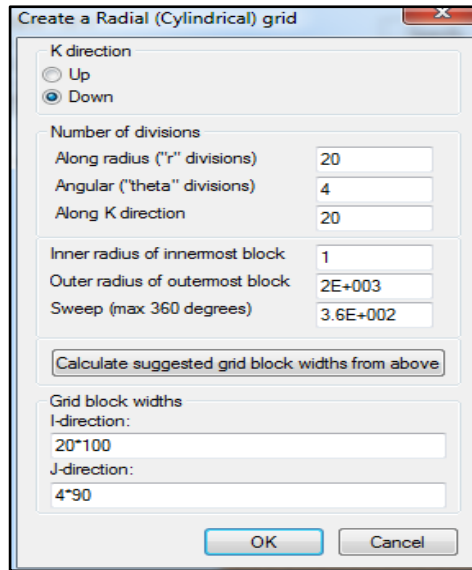 Create a Radial (Cylindrical) grid
K direction
Up
Down
Number of divisions
Along radius ("r" divisions) 20
Angular ("theta" divisions) 4
Along K direction 20
Inner radius of innermost block 1
Outer radius of outermost block 2E+003
Sweep (max 360 degrees) 3.6E+002
Calculate suggested grid block widths from above
Grid block widths
I-direction:
20*100
J-direction:
4*90
OK Cancel